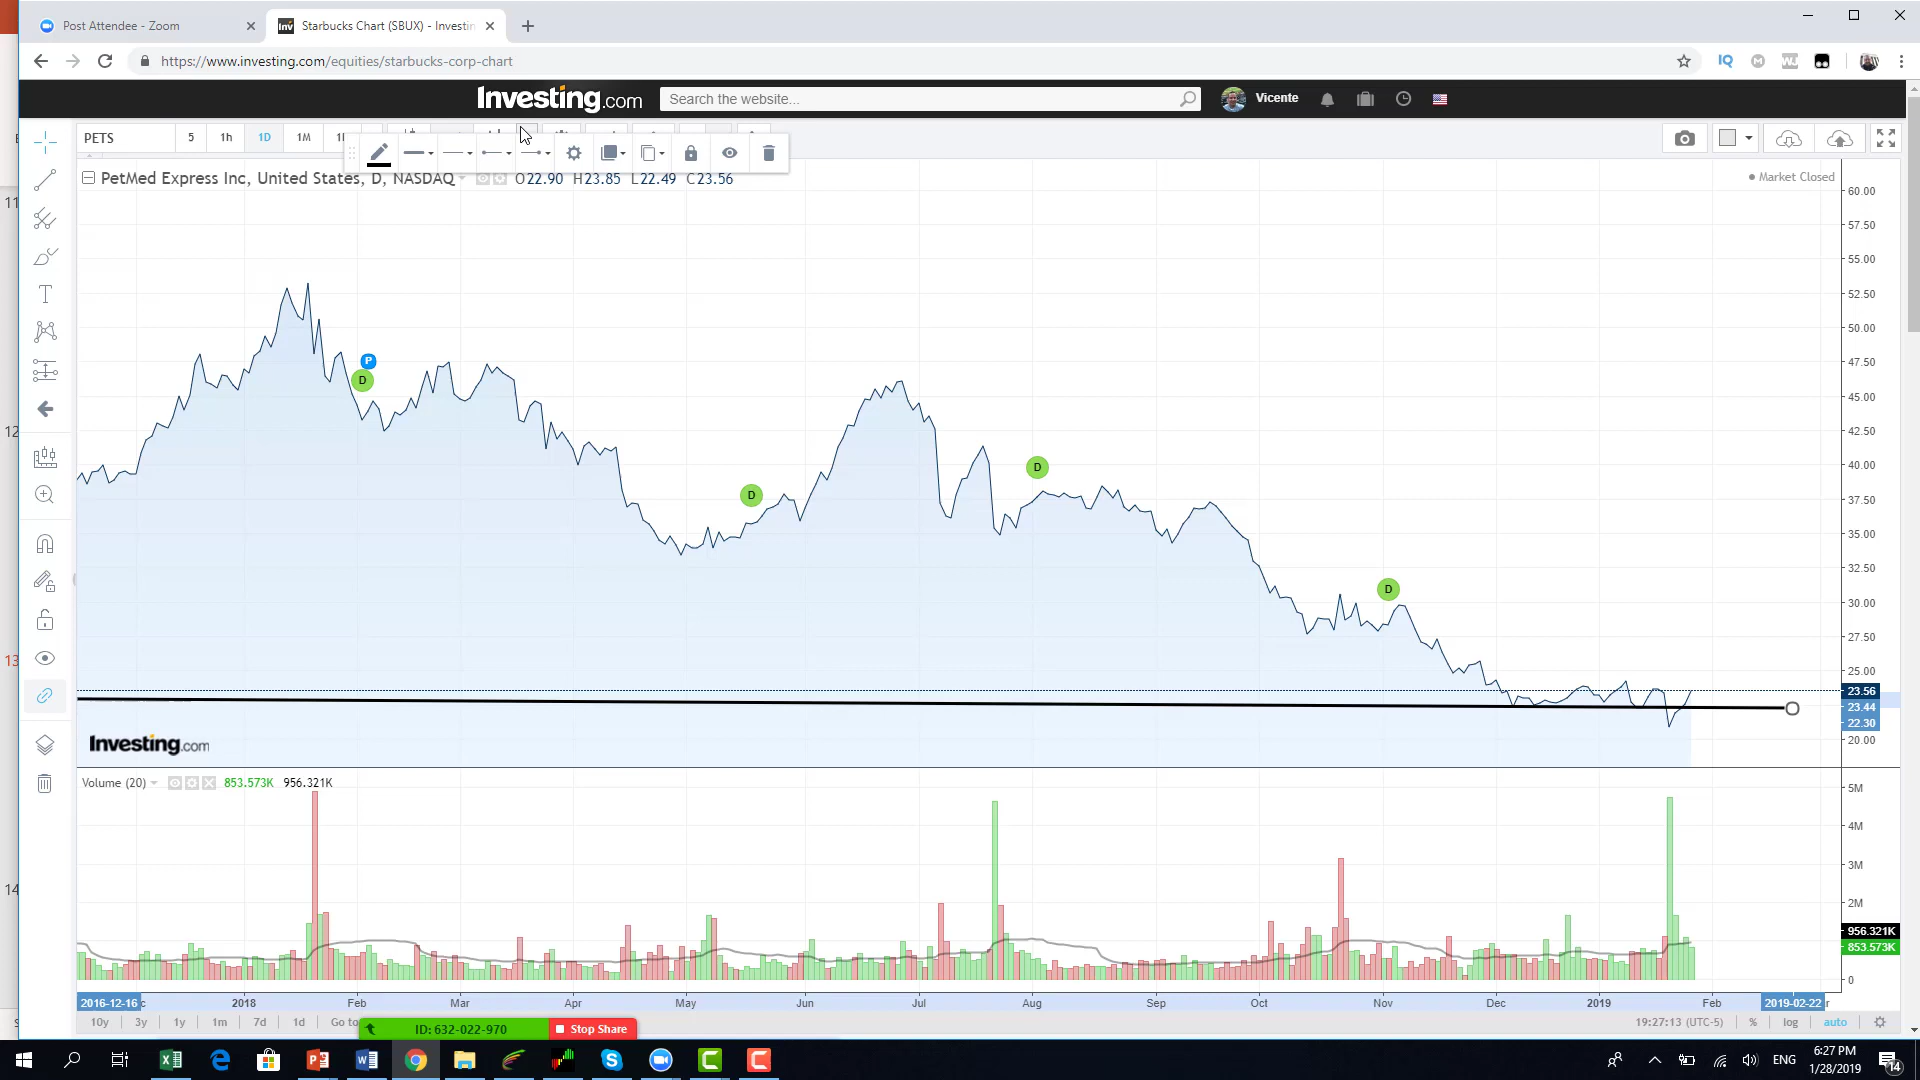 Post Attendee - Zoom
Starbucks Chart (SBUX) - Investin
https://www.investing.com/equities/starbucks-corp-chart
IQ
M
Investing.com
Search the website...
Vicente
PETS
5
1h
1D
1M
PetMed Express Inc, United States, D, NASDAQ
O22.90 H23.85 L22.49 C23.56
Market Closed
60.00
57.50
55.00
52.50
50.00
47.50
45.00
42.50
40.00
37.50
35.00
32.50
30.00
27.50
25.00
23.56
23.44
22.30
20.00
P
D
D
D
D
T
11
12
13
14
Investing.com
Volume (20)
853.573K
956.321K
5M
4M
3M
2M
956.321K
853.573K
0
2016-12-16
c
2018
Feb
Mar
Apr
May
Jun
Jul
Aug
Sep
Oct
Nov
Dec
2019
Feb
2019-02-22
r
10y
3y
1y
1m
7d
1d
Go to
ID: 632-022-970
Stop Share
19:27:13 (UTC-5)
%
log
auto
ENG
6:27 PM
1/28/2019
14